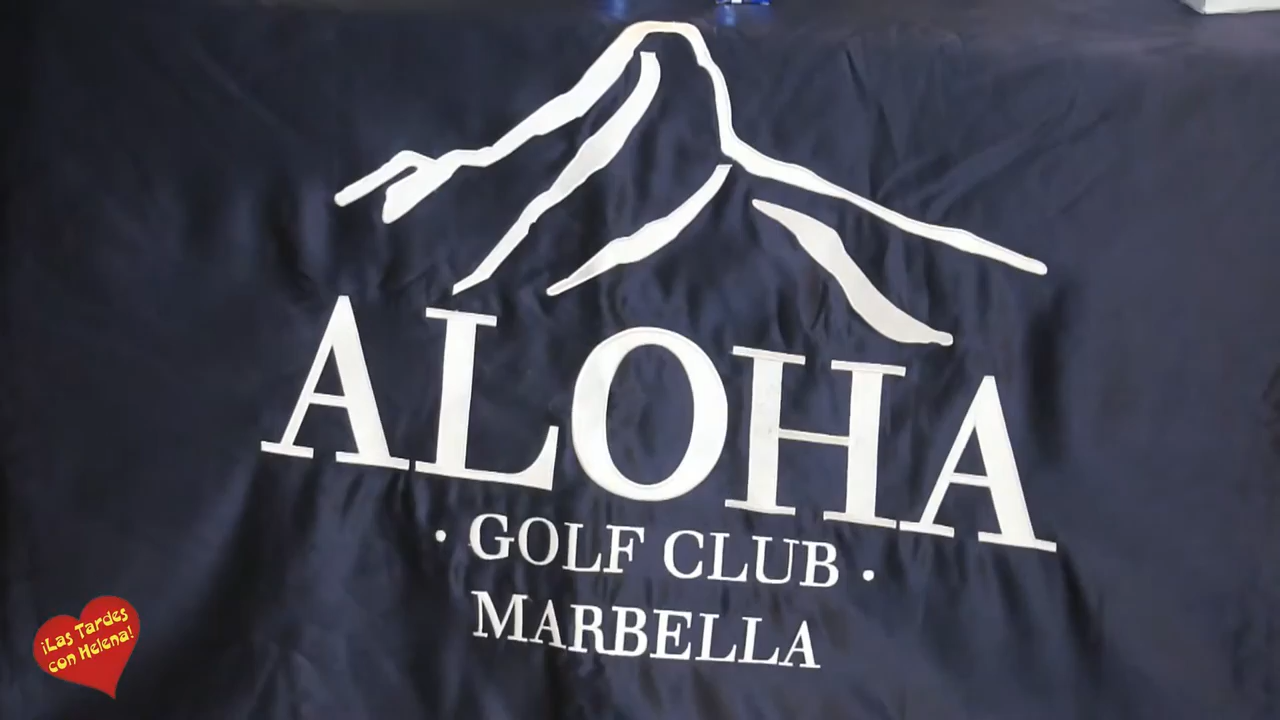 ALOHA
· GOLF CLUB ·
MARBELLA
¡Las Tardes
con Helena!